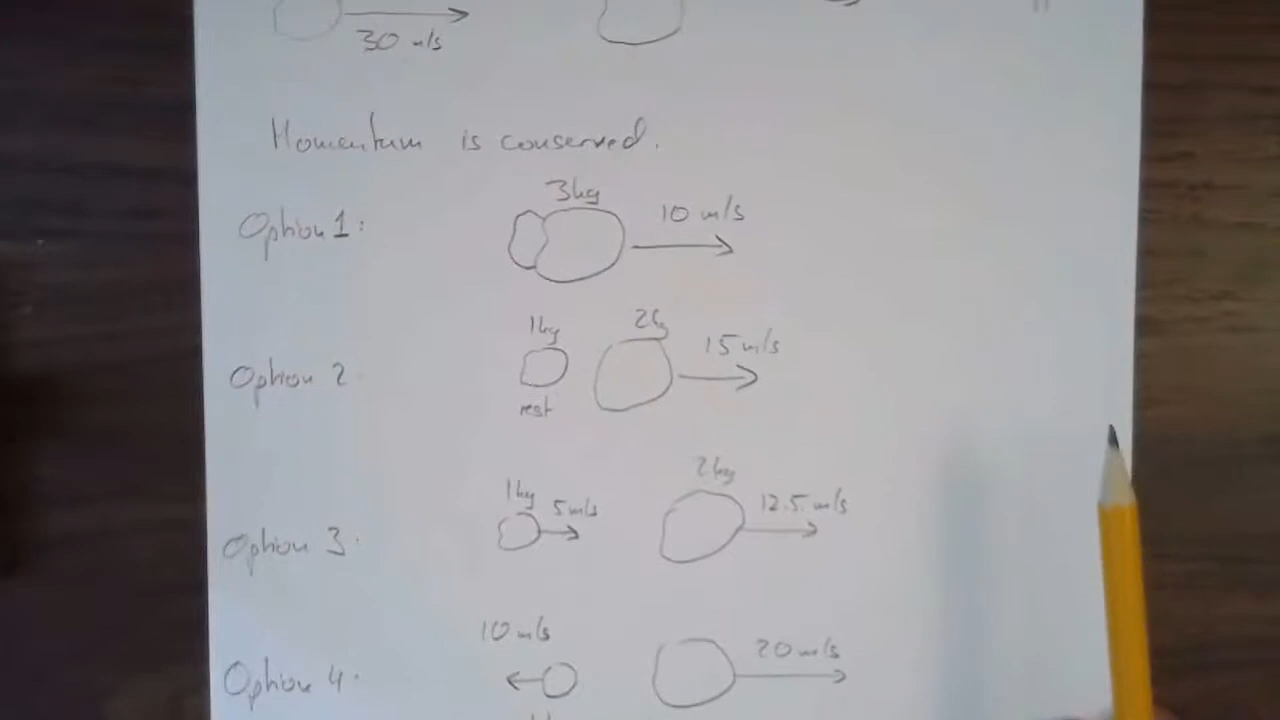 30 m/s
Momentum is conserved.
3kg
Option 1:
10 m/s
1kg
2kg
15 m/s
Option 2
rest
2kg
1kg
5 m/s
12.5 m/s
Option 3.
10 m/s
20 m/s
Option 4.